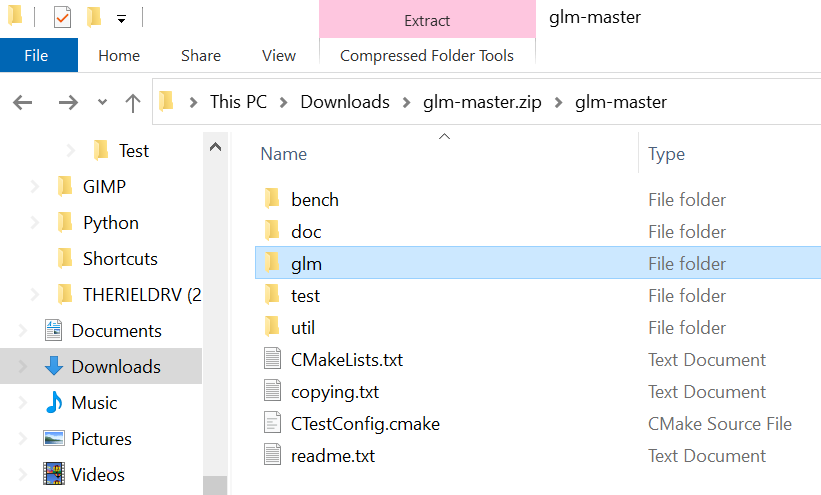 Extract
glm-master
File
Home
Share
View
Compressed Folder Tools
This PC > Downloads > glm-master.zip > glm-master
Test
GIMP
Python
Shortcuts
THERIELDRV (2
Documents
Downloads
Music
Pictures
Videos
Name Type
bench File folder
doc File folder
glm File folder
test File folder
util File folder
CMakeLists.txt Text Document
copying.txt Text Document
CTestConfig.cmake CMake Source File
readme.txt Text Document